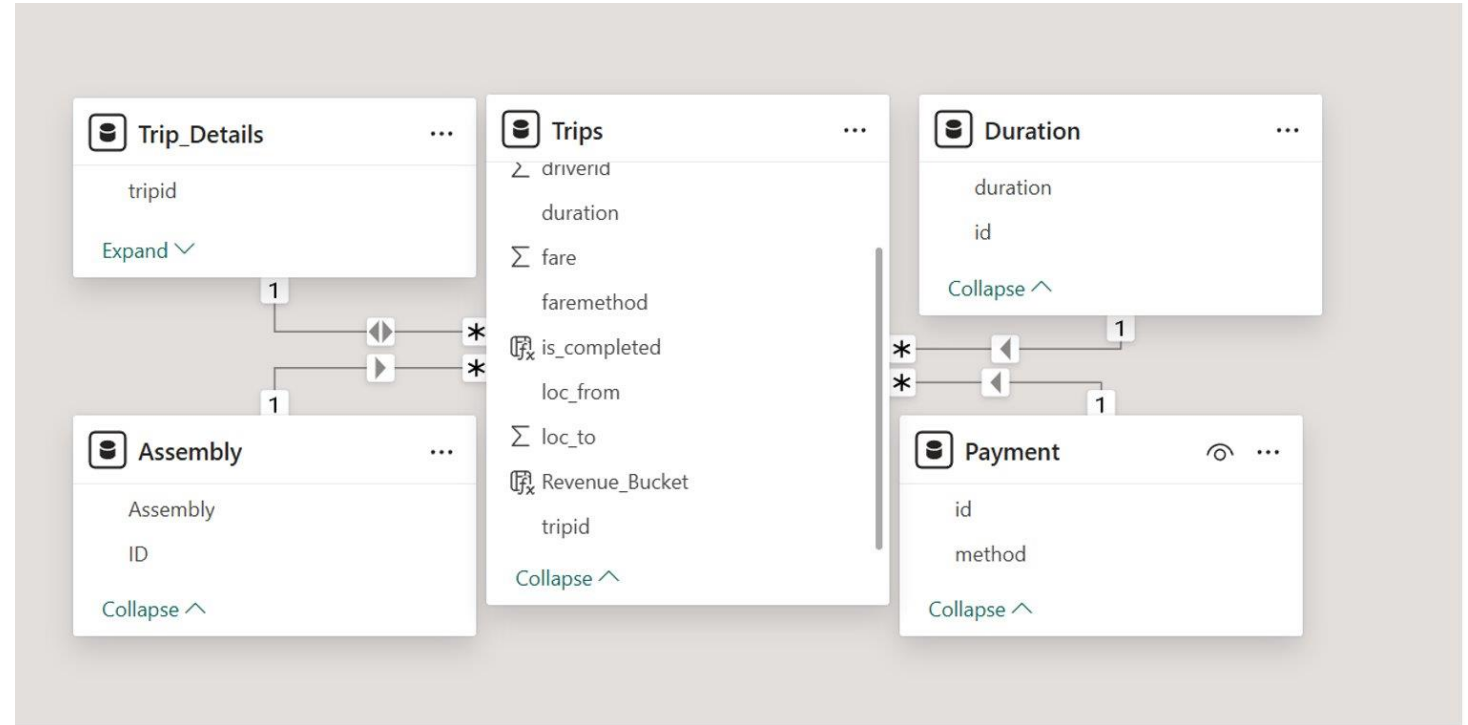 Trip_Details
tripid
Expand
1
*
Assembly
Assembly
ID
Collapse
1
*
Trips
driverid
duration
fare
faremethod
is_completed
loc_from
loc_to
Revenue_Bucket
tripid
Collapse
Duration
duration
id
Collapse
1
*
Payment
id
method
Collapse
1
*